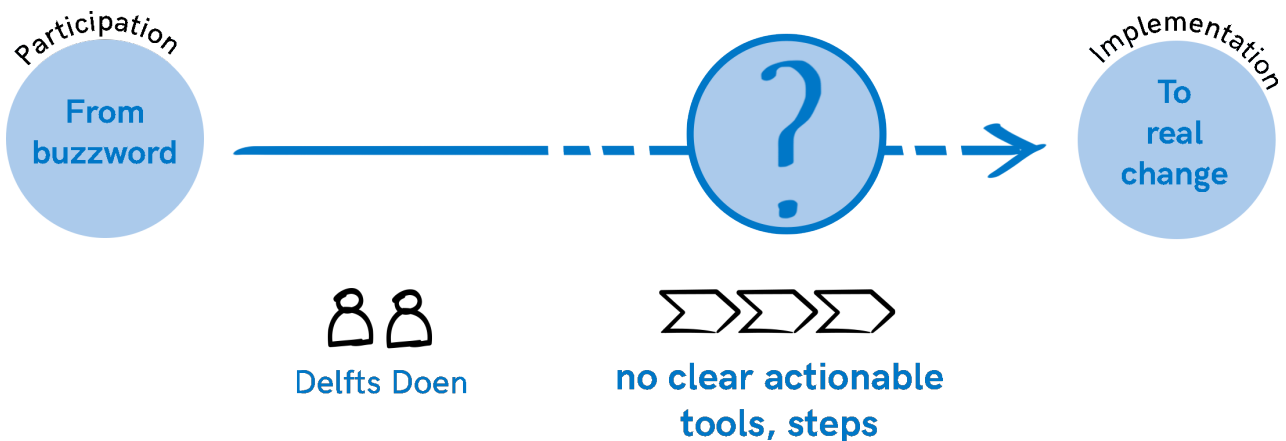 Participation
From
buzzword
?
Implementation
To
real
change
Delfts Doen
no clear actionable
tools, steps